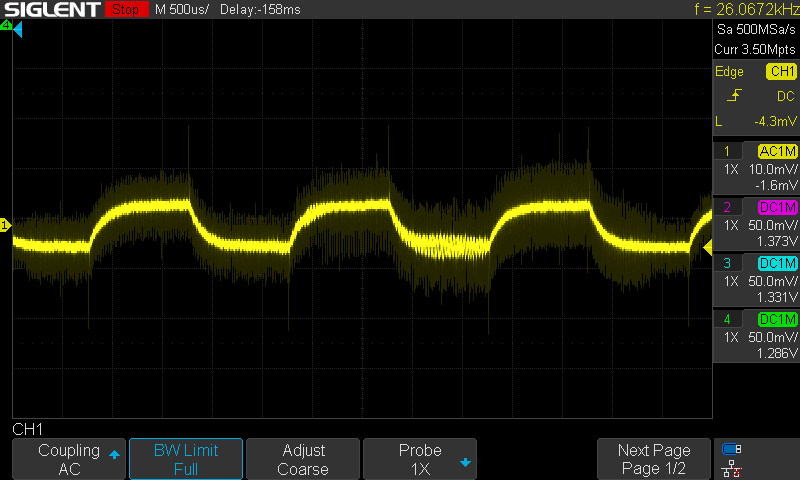 SIGLENT Stop M 500us/ Delay:-158ms f = 26.0672kHz
Sa 500MSa/s
Curr 3.50Mpts
Edge CH1
DC
L -4.3mV
1 AC1M
1X 10.0mV/
-1.6mV
2 DC1M
1X 50.0mV/
1.373V
3 DC1M
1X 50.0mV/
1.331V
4 DC1M
1X 50.0mV/
1.286V
4
1
CH1
Coupling
AC
BW Limit
Full
Adjust
Coarse
Probe
1X
Next Page
Page 1/2